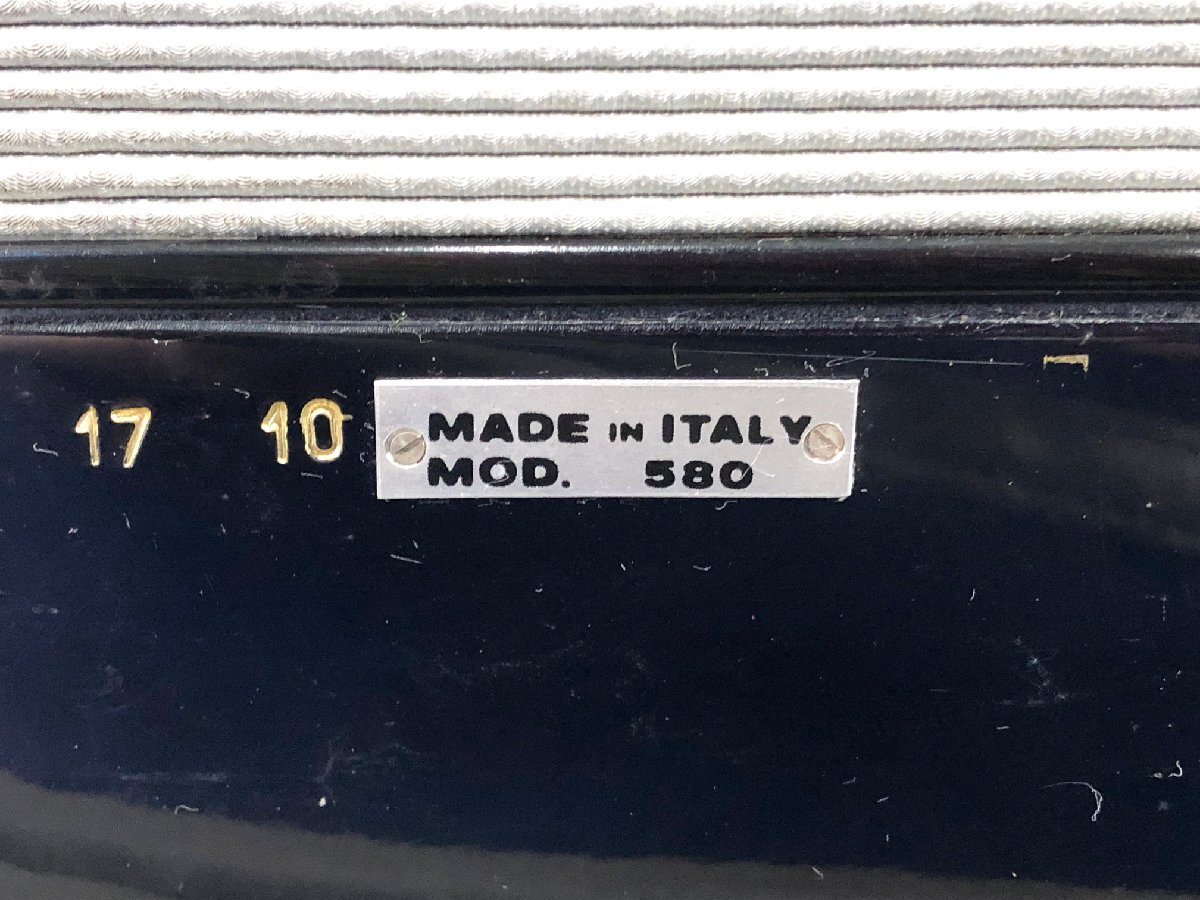 17 10
MADE IN ITALY
MOD. 580